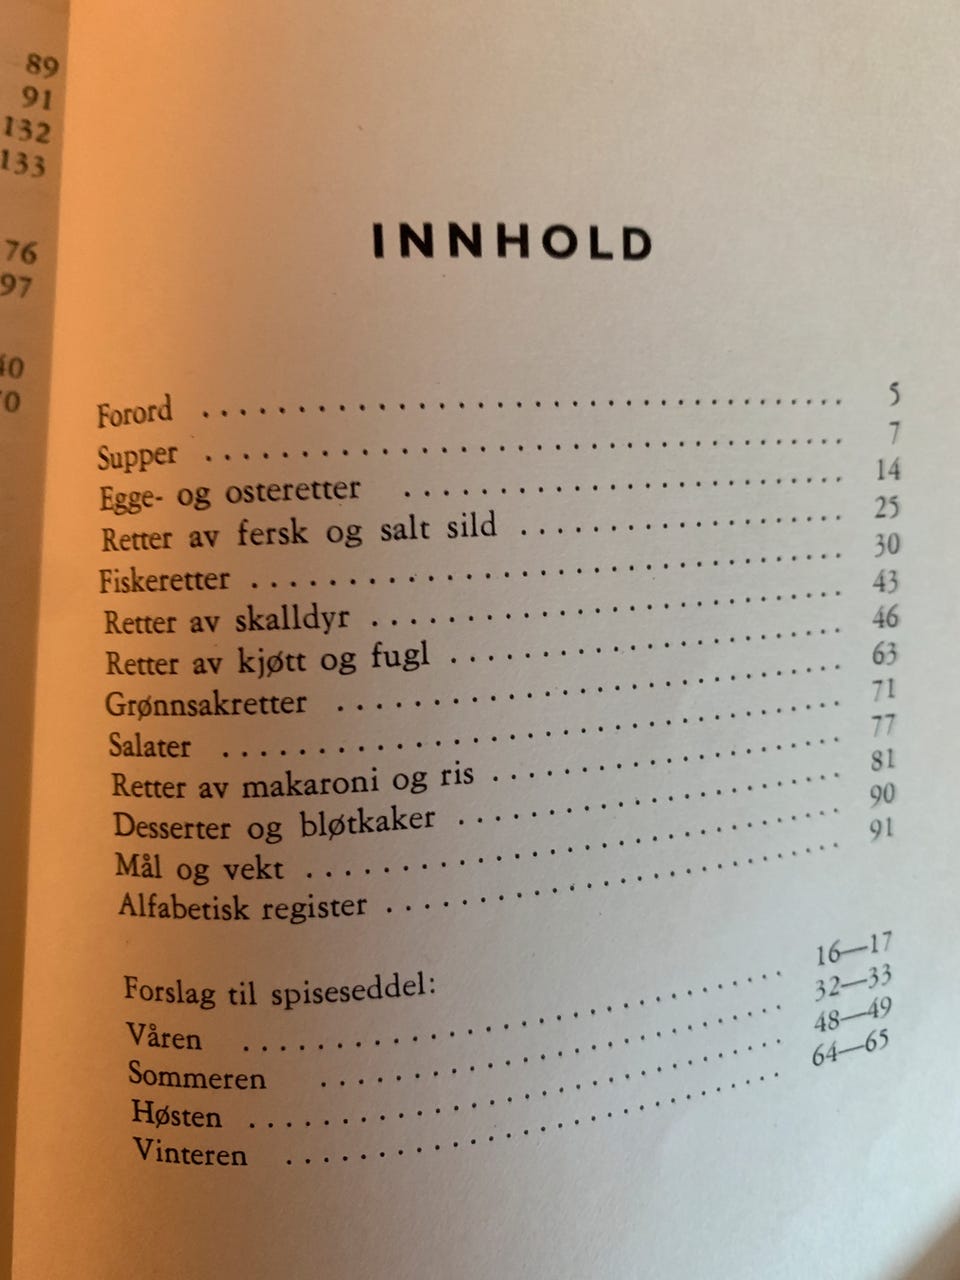 89
91
132
133
76
97
40
INNHOLD
Forord ................................. 5
Supper ................................. 7
Egge- og osteretter ....................... 14
Retter av fersk og salt sild ................. 25
Fiskeretter ............................... 30
Retter av skalldyr ......................... 43
Retter av kjøtt og fugl ..................... 46
Grønnsakretter ........................... 63
Salater ................................. 71
Retter av makaroni og ris ................... 77
Desserter og bløtkaker ..................... 81
Mål og vekt ............................. 90
Alfabetisk register ......................... 91
Forslag til spiseseddel:
Våren ............................. 16—17
Sommeren ......................... 32—33
Høsten ............................. 48—49
Vinteren ........................... 64—65